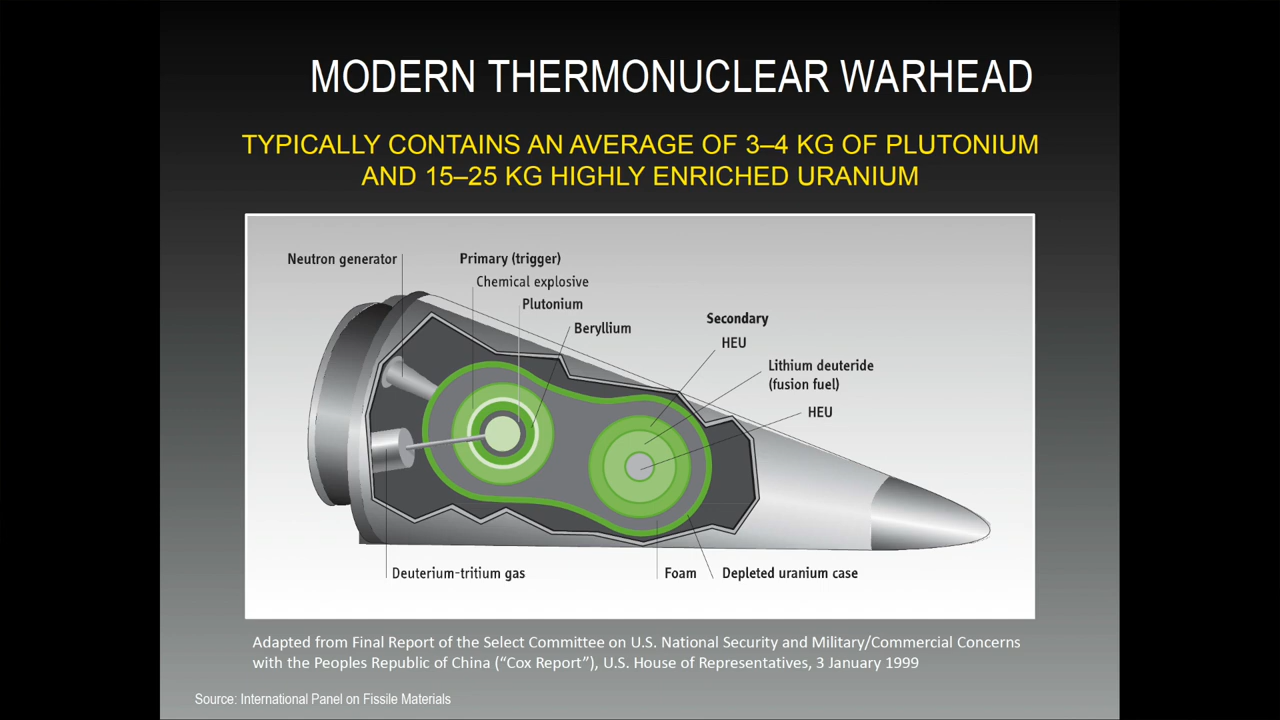 MODERN THERMONUCLEAR WARHEAD
TYPICALLY CONTAINS AN AVERAGE OF 3–4 KG OF PLUTONIUM
AND 15–25 KG HIGHLY ENRICHED URANIUM
Neutron generator
Primary (trigger)
Chemical explosive
Plutonium
Beryllium
Secondary
HEU
Lithium deuteride
(fusion fuel)
HEU
Deuterium-tritium gas
Foam
Depleted uranium case
Adapted from Final Report of the Select Committee on U.S. National Security and Military/Commercial Concerns
with the Peoples Republic of China (“Cox Report”), U.S. House of Representatives, 3 January 1999
Source: International Panel on Fissile Materials